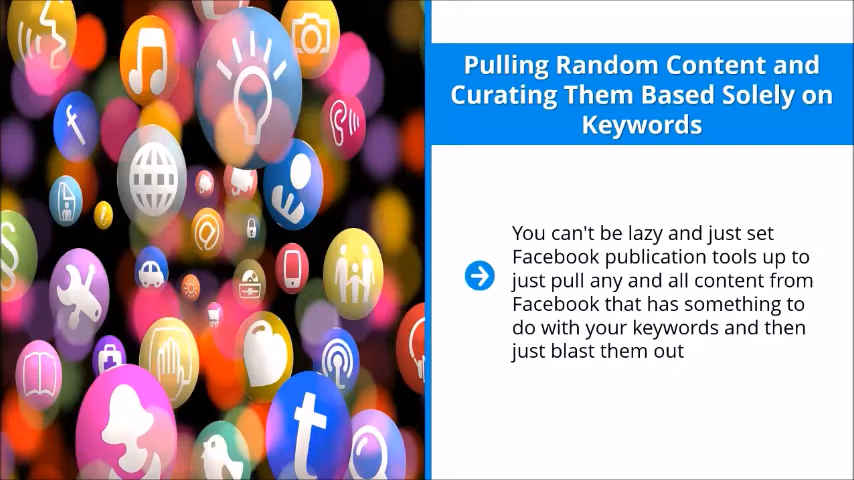 Pulling Random Content and
Curating Them Based Solely on
Keywords
You can't be lazy and just set
Facebook publication tools up to
just pull any and all content from
Facebook that has something to
do with your keywords and then
just blast them out